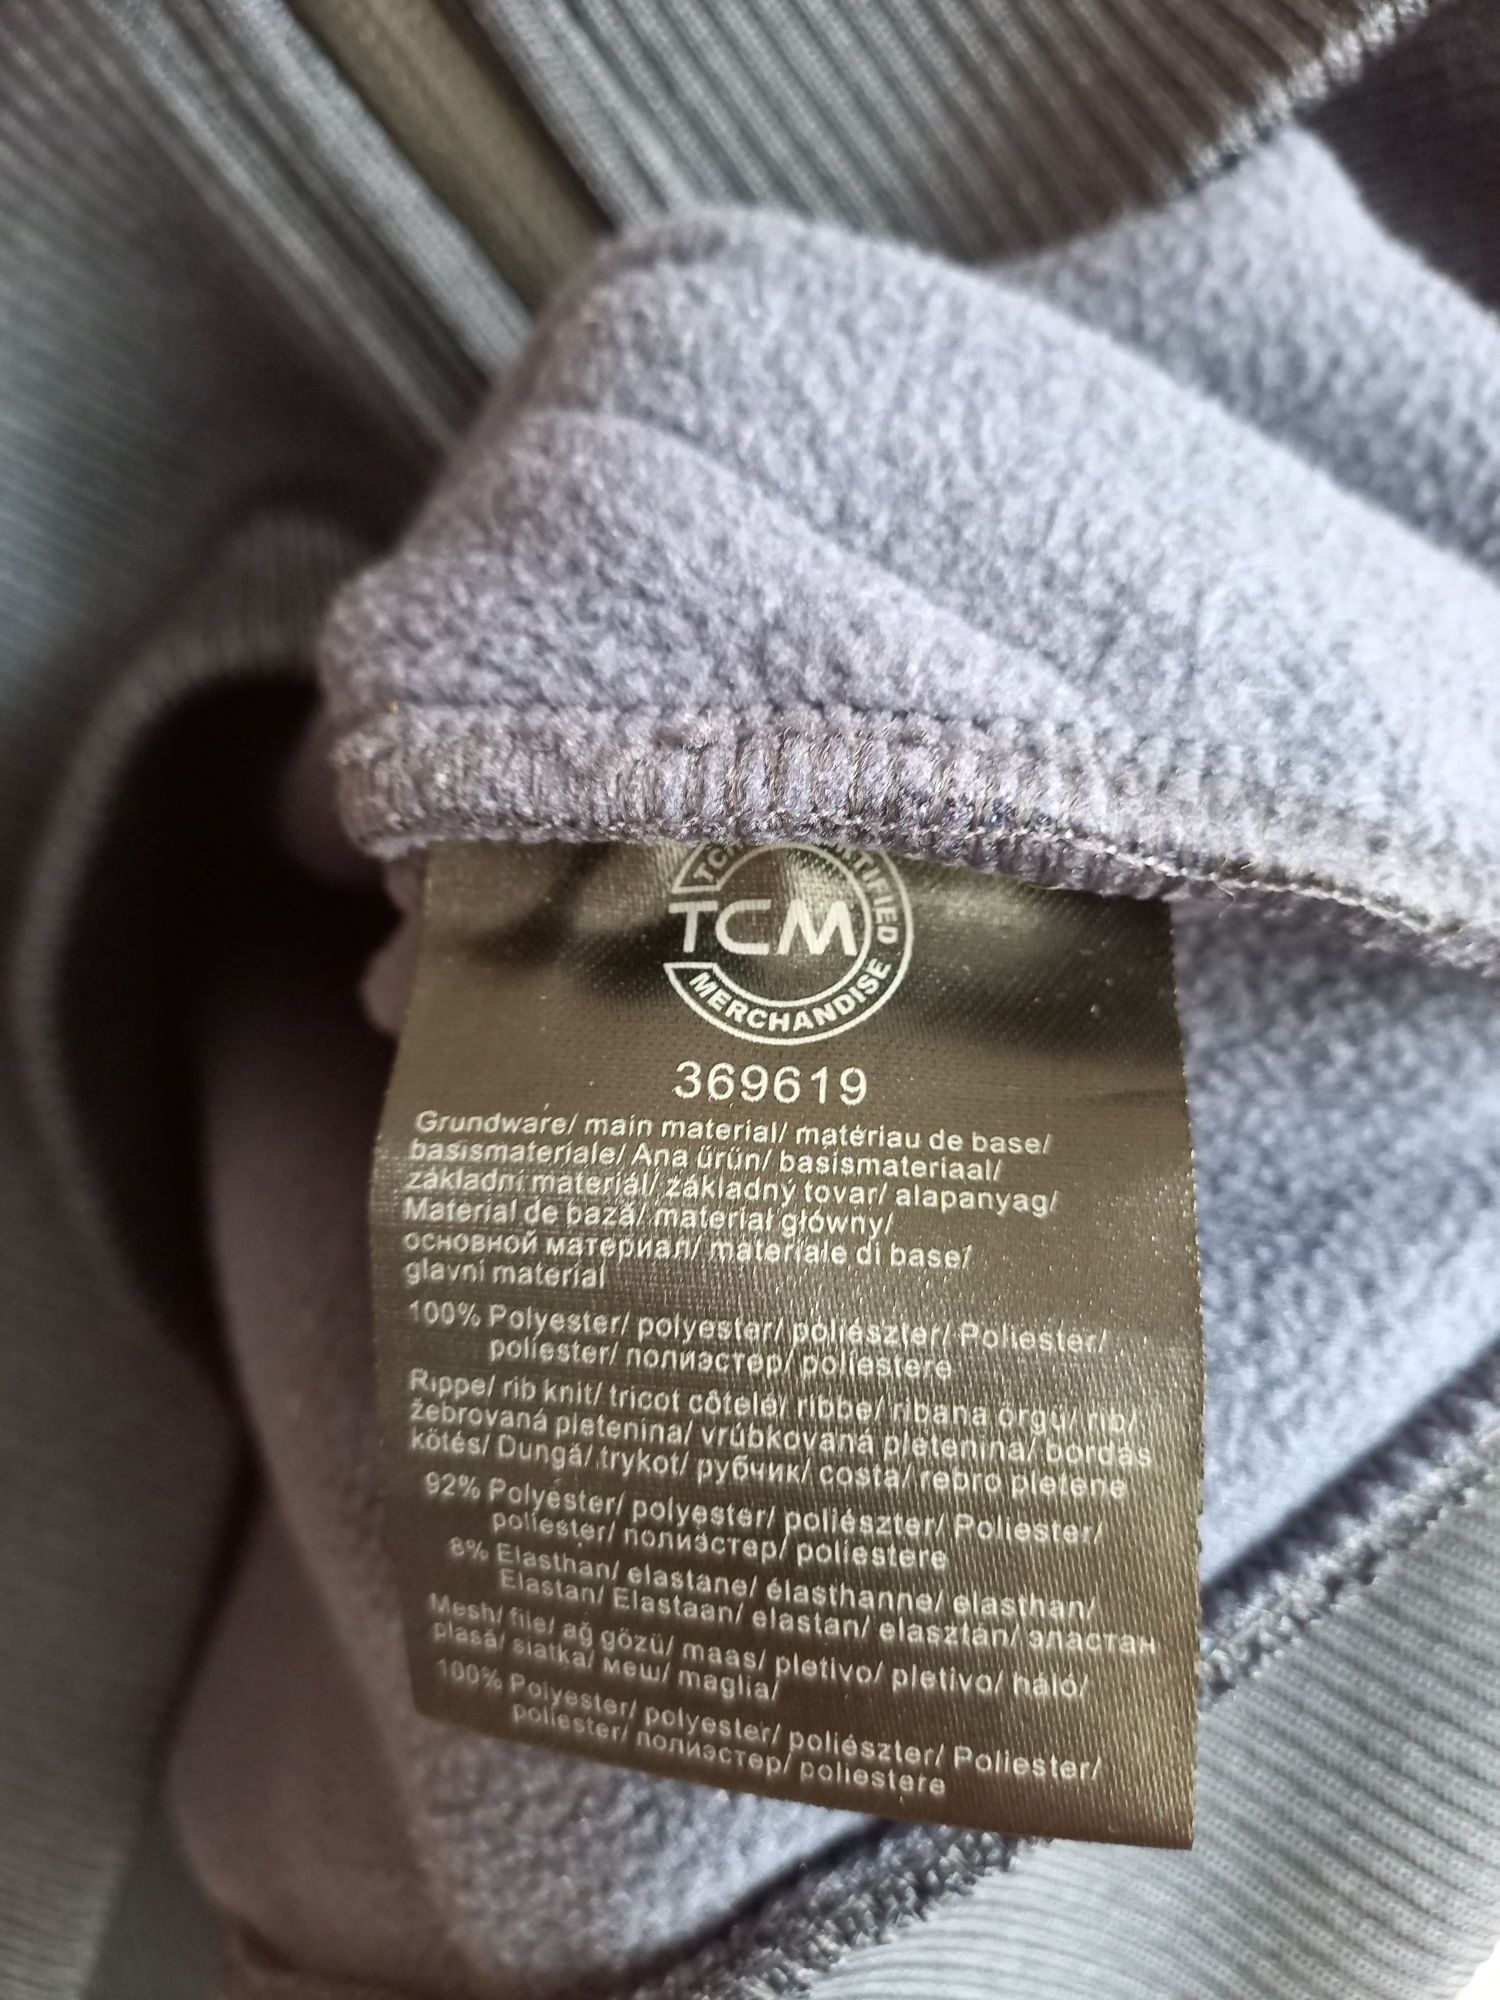 TCM CERTIFIED
TCM
MERCHANDISE
369619
Grundware/ main material/ matériau de base/
basismateriale/ Ana ürün/ basismateriaal/
základní materiál/ základný tovar/ alapanyag/
Material de bază/ materiał główny/
основной материал/ materiale di base/
glavni material
100% Polyester/ polyester/ poliészter/ Poliester/
poliester/ полиэстер/ poliestere
Rippe/ rib knit/ tricot côtelé/ ribbe/ ribana örgü/ rib/
žebrovaná pletenina/ vrúbkovaná pletenina/ bordás
kötés/ Dungă/ trykot/ рубчик/ costa/ rebro pletene
92% Polyester/ polyester/ poliészter/ Poliester/
poliester/ полиэстер/ poliestere
8% Elasthan/ elastane/ élasthanne/ elasthan/
Elastan/ Elastaan/ elastan/ elasztán/ эластан
Mesh/ file/ ağ gözü/ maas/ pletivo/ pletivo/ háló/
plasă/ siatka/ меш/ maglia/
100% Polyester/ polyester/ poliészter/ Poliester/
poliester/ полиэстер/ poliestere